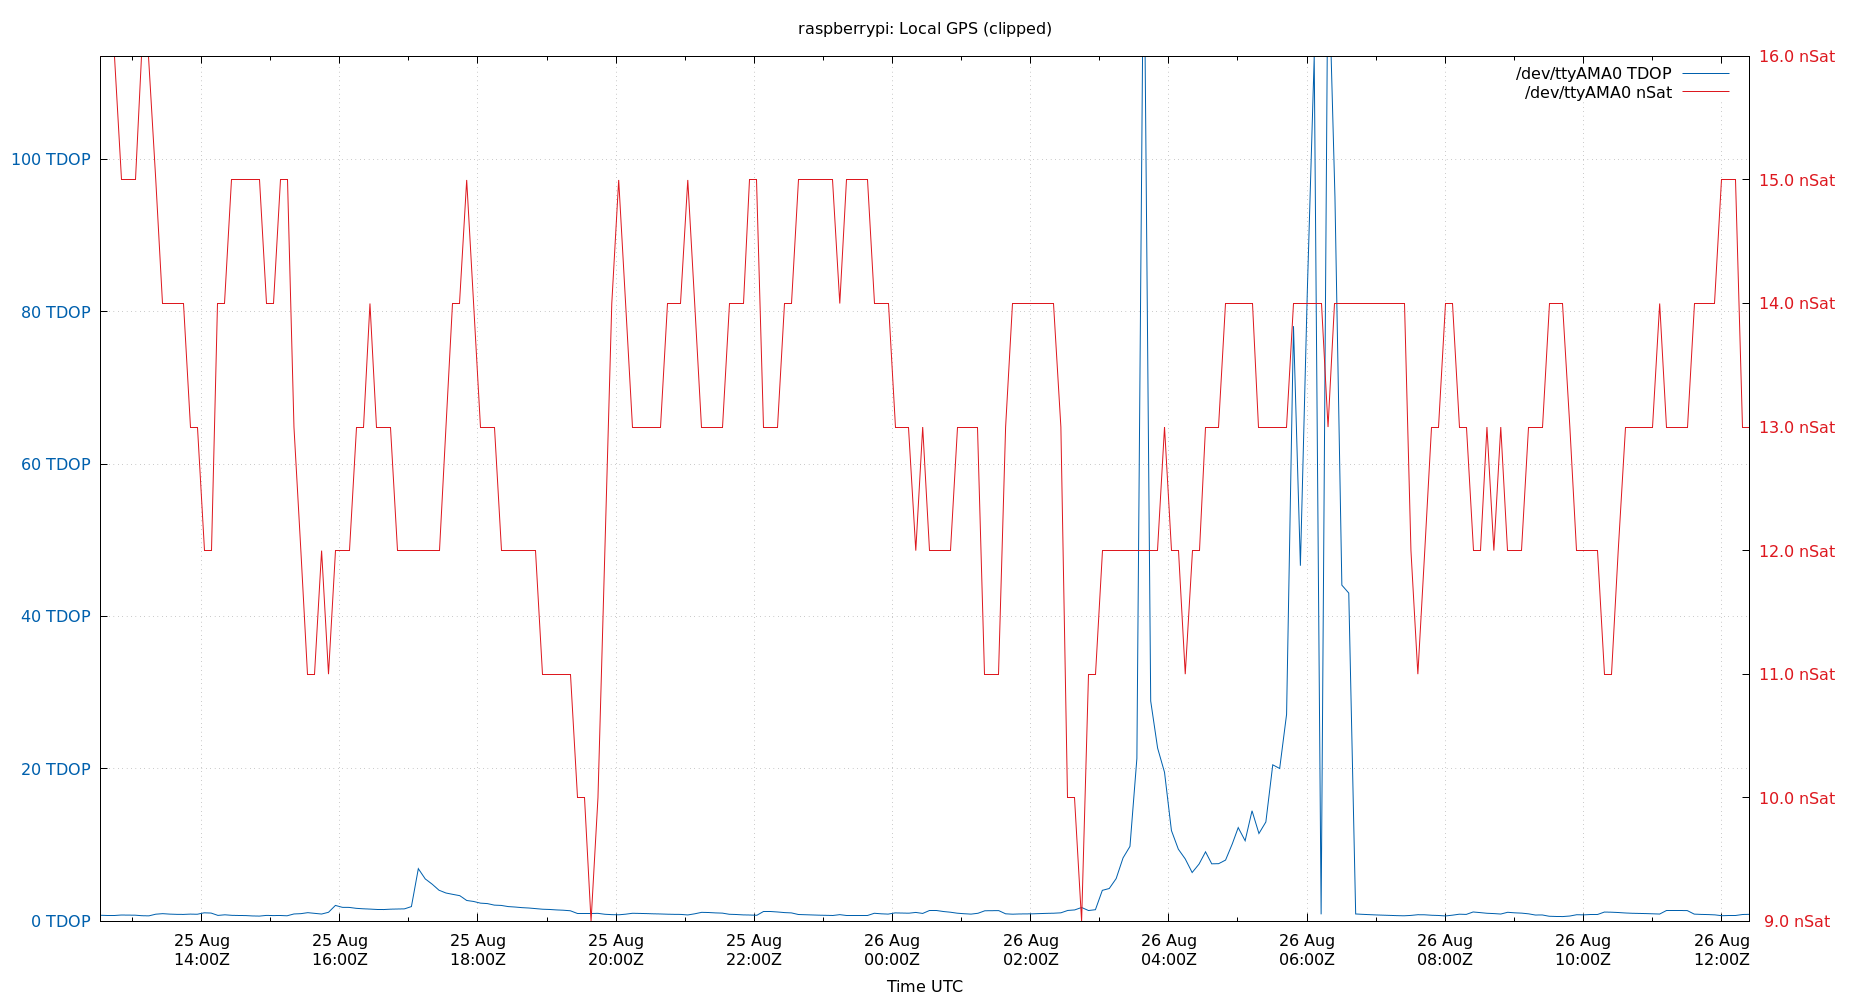 raspberrypi: Local GPS (clipped)
16.0 nSat
/dev/ttyAMA0 TDOP
/dev/ttyAMA0 nSat
100 TDOP
15.0 nSat
80 TDOP
14.0 nSat
13.0 nSat
60 TDOP
12.0 nSat
40 TDOP
11.0 nSat
20 TDOP
10.0 nSat
0 TDOP
9.0 nSat
25 Aug 25 Aug 25 Aug 25 Aug 25 Aug 26 Aug 26 Aug 26 Aug 26 Aug 26 Aug 26 Aug 26 Aug
14:00Z 16:00Z 18:00Z 20:00Z 22:00Z 00:00Z 02:00Z 04:00Z 06:00Z 08:00Z 10:00Z 12:00Z
Time UTC